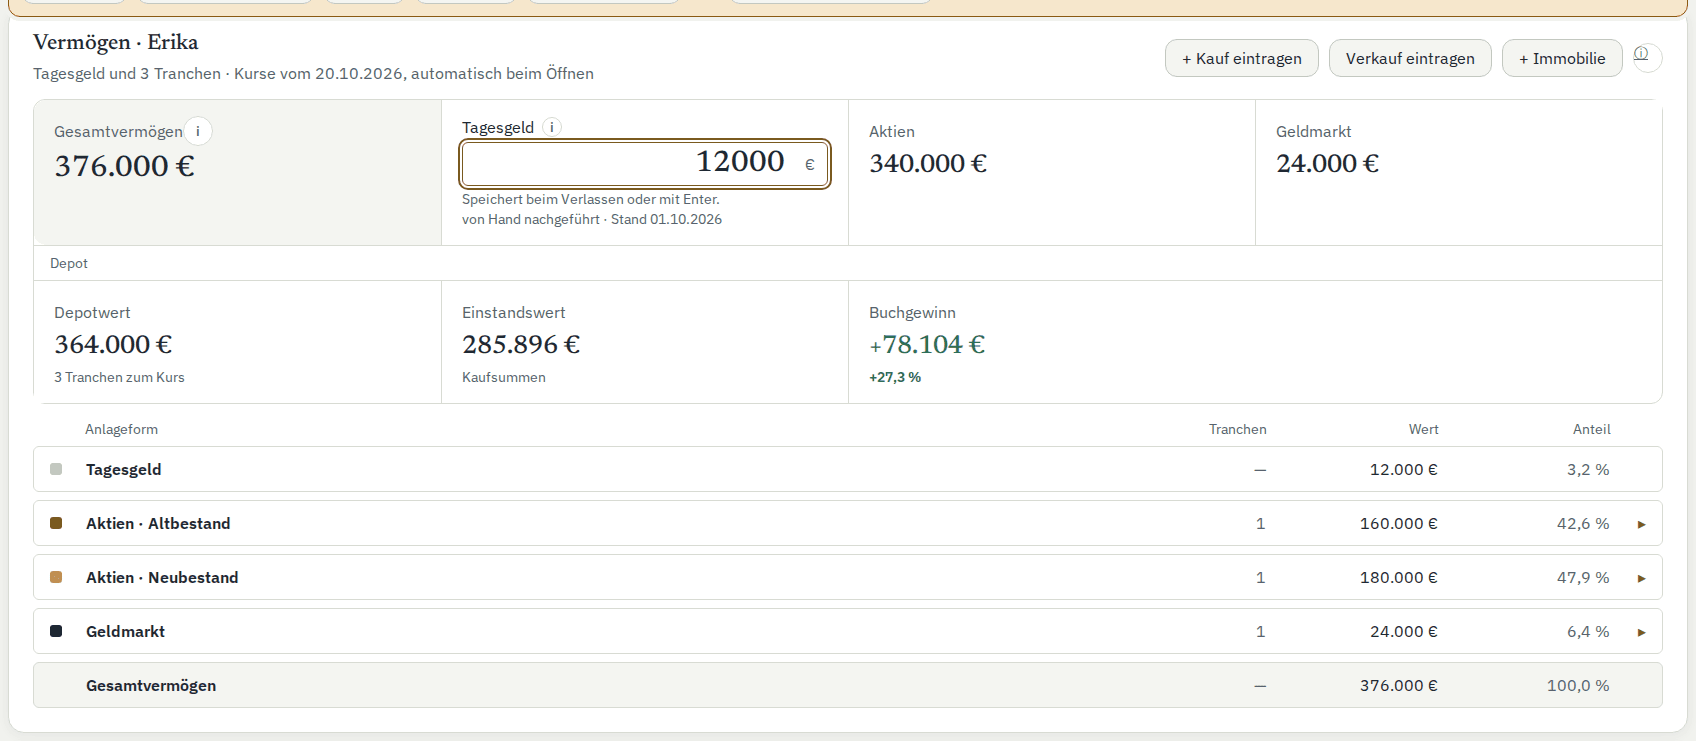 Vermögen · Erika
Tagesgeld und 3 Tranchen · Kurse vom 20.10.2026, automatisch beim Öffnen
+ Kauf eintragen
Verkauf eintragen
+ Immobilie
ⓘ
Gesamtvermögen i
376.000 €
Tagesgeld i
12000 €
Speichert beim Verlassen oder mit Enter.
von Hand nachgeführt · Stand 01.10.2026
Aktien
340.000 €
Geldmarkt
24.000 €
Depot
Depotwert
364.000 €
3 Tranchen zum Kurs
Einstandswert
285.896 €
Kaufsummen
Buchgewinn
+78.104 €
+27,3 %
Anlageform Tranchen Wert Anteil
Tagesgeld — 12.000 € 3,2 %
Aktien · Altbestand 1 160.000 € 42,6 % ▸
Aktien · Neubestand 1 180.000 € 47,9 % ▸
Geldmarkt 1 24.000 € 6,4 % ▸
Gesamtvermögen — 376.000 € 100,0 %